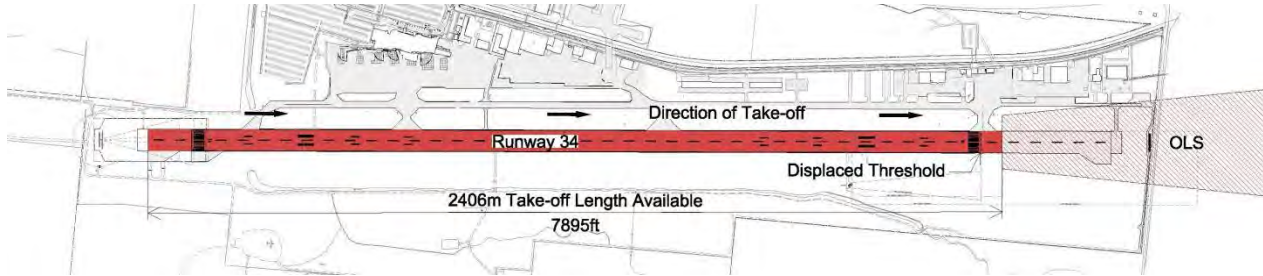 Direction of Take-off
Runway 34
OLS
Displaced Threshold
2406m Take-off Length Available
7895ft